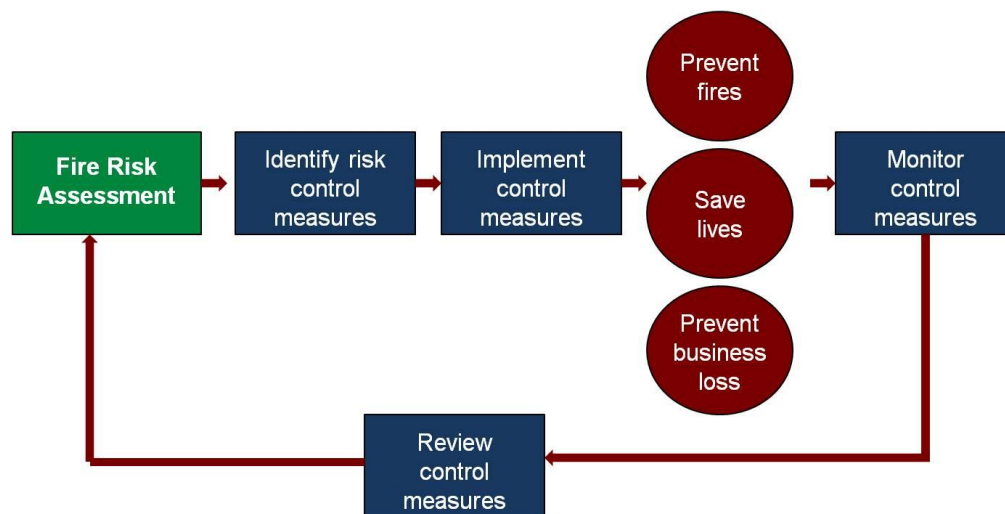 Prevent
fires
Fire Risk
Assessment
Identify risk
control
measures
Implement
control
measures
Save
lives
Monitor
control
measures
Prevent
business
loss
Review
control
measures